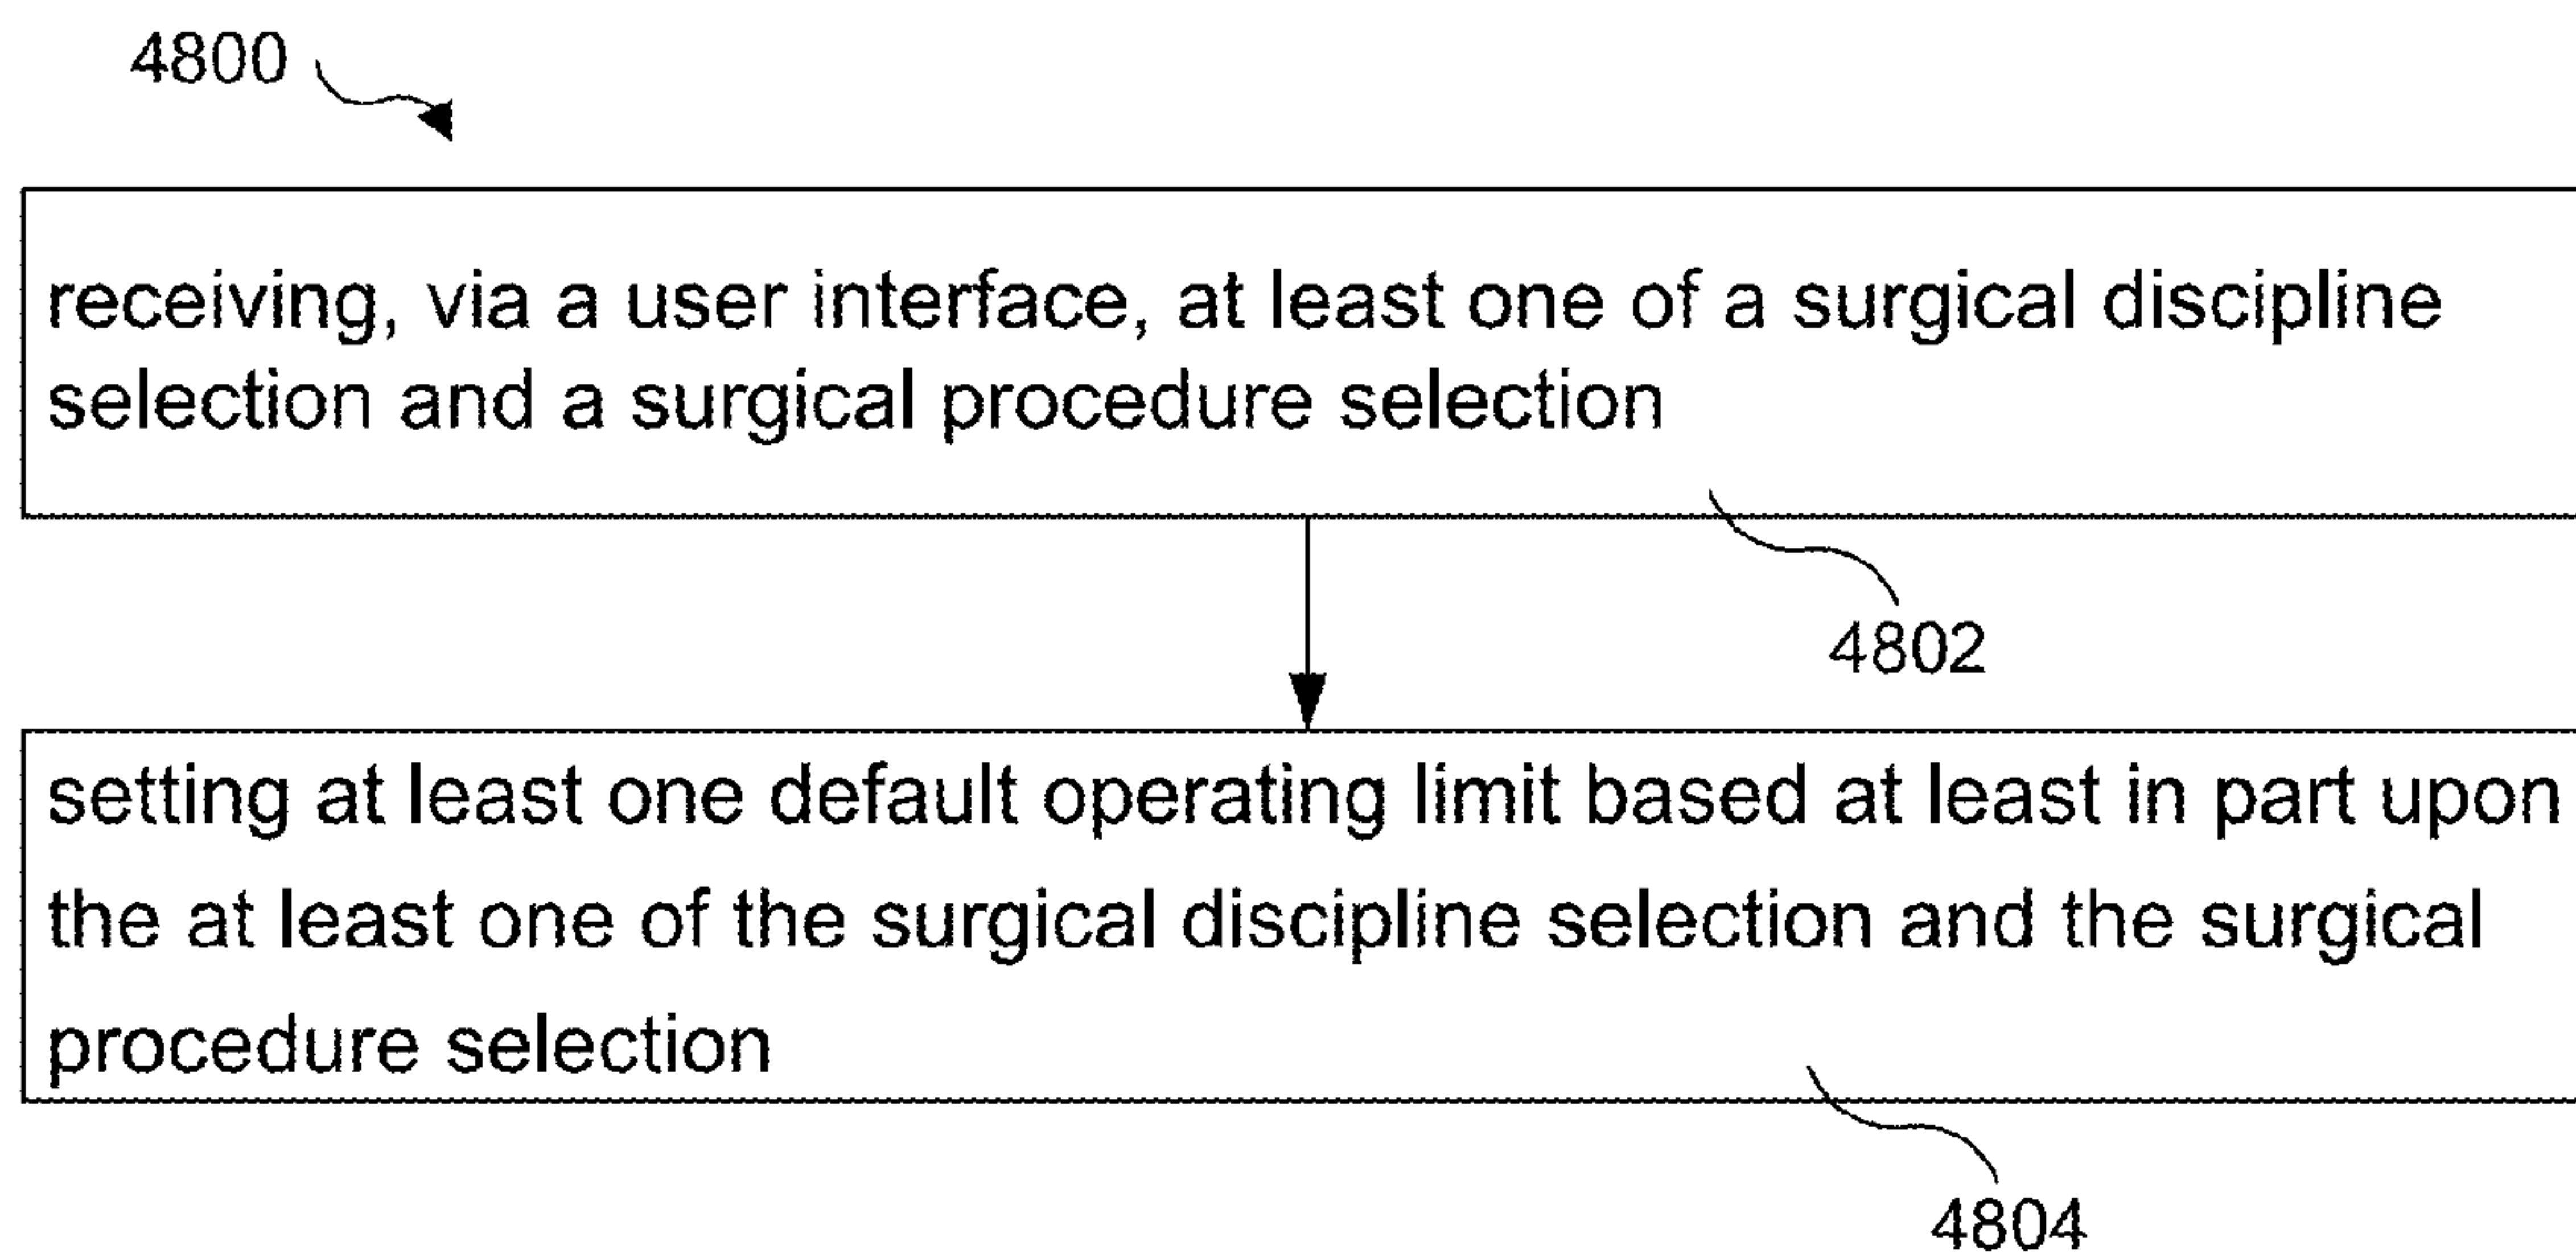 4800
receiving, via a user interface, at least one of a surgical discipline
selection and a surgical procedure selection
4802
setting at least one default operating limit based at least in part upon
the at least one of the surgical discipline selection and the surgical
procedure selection
4804